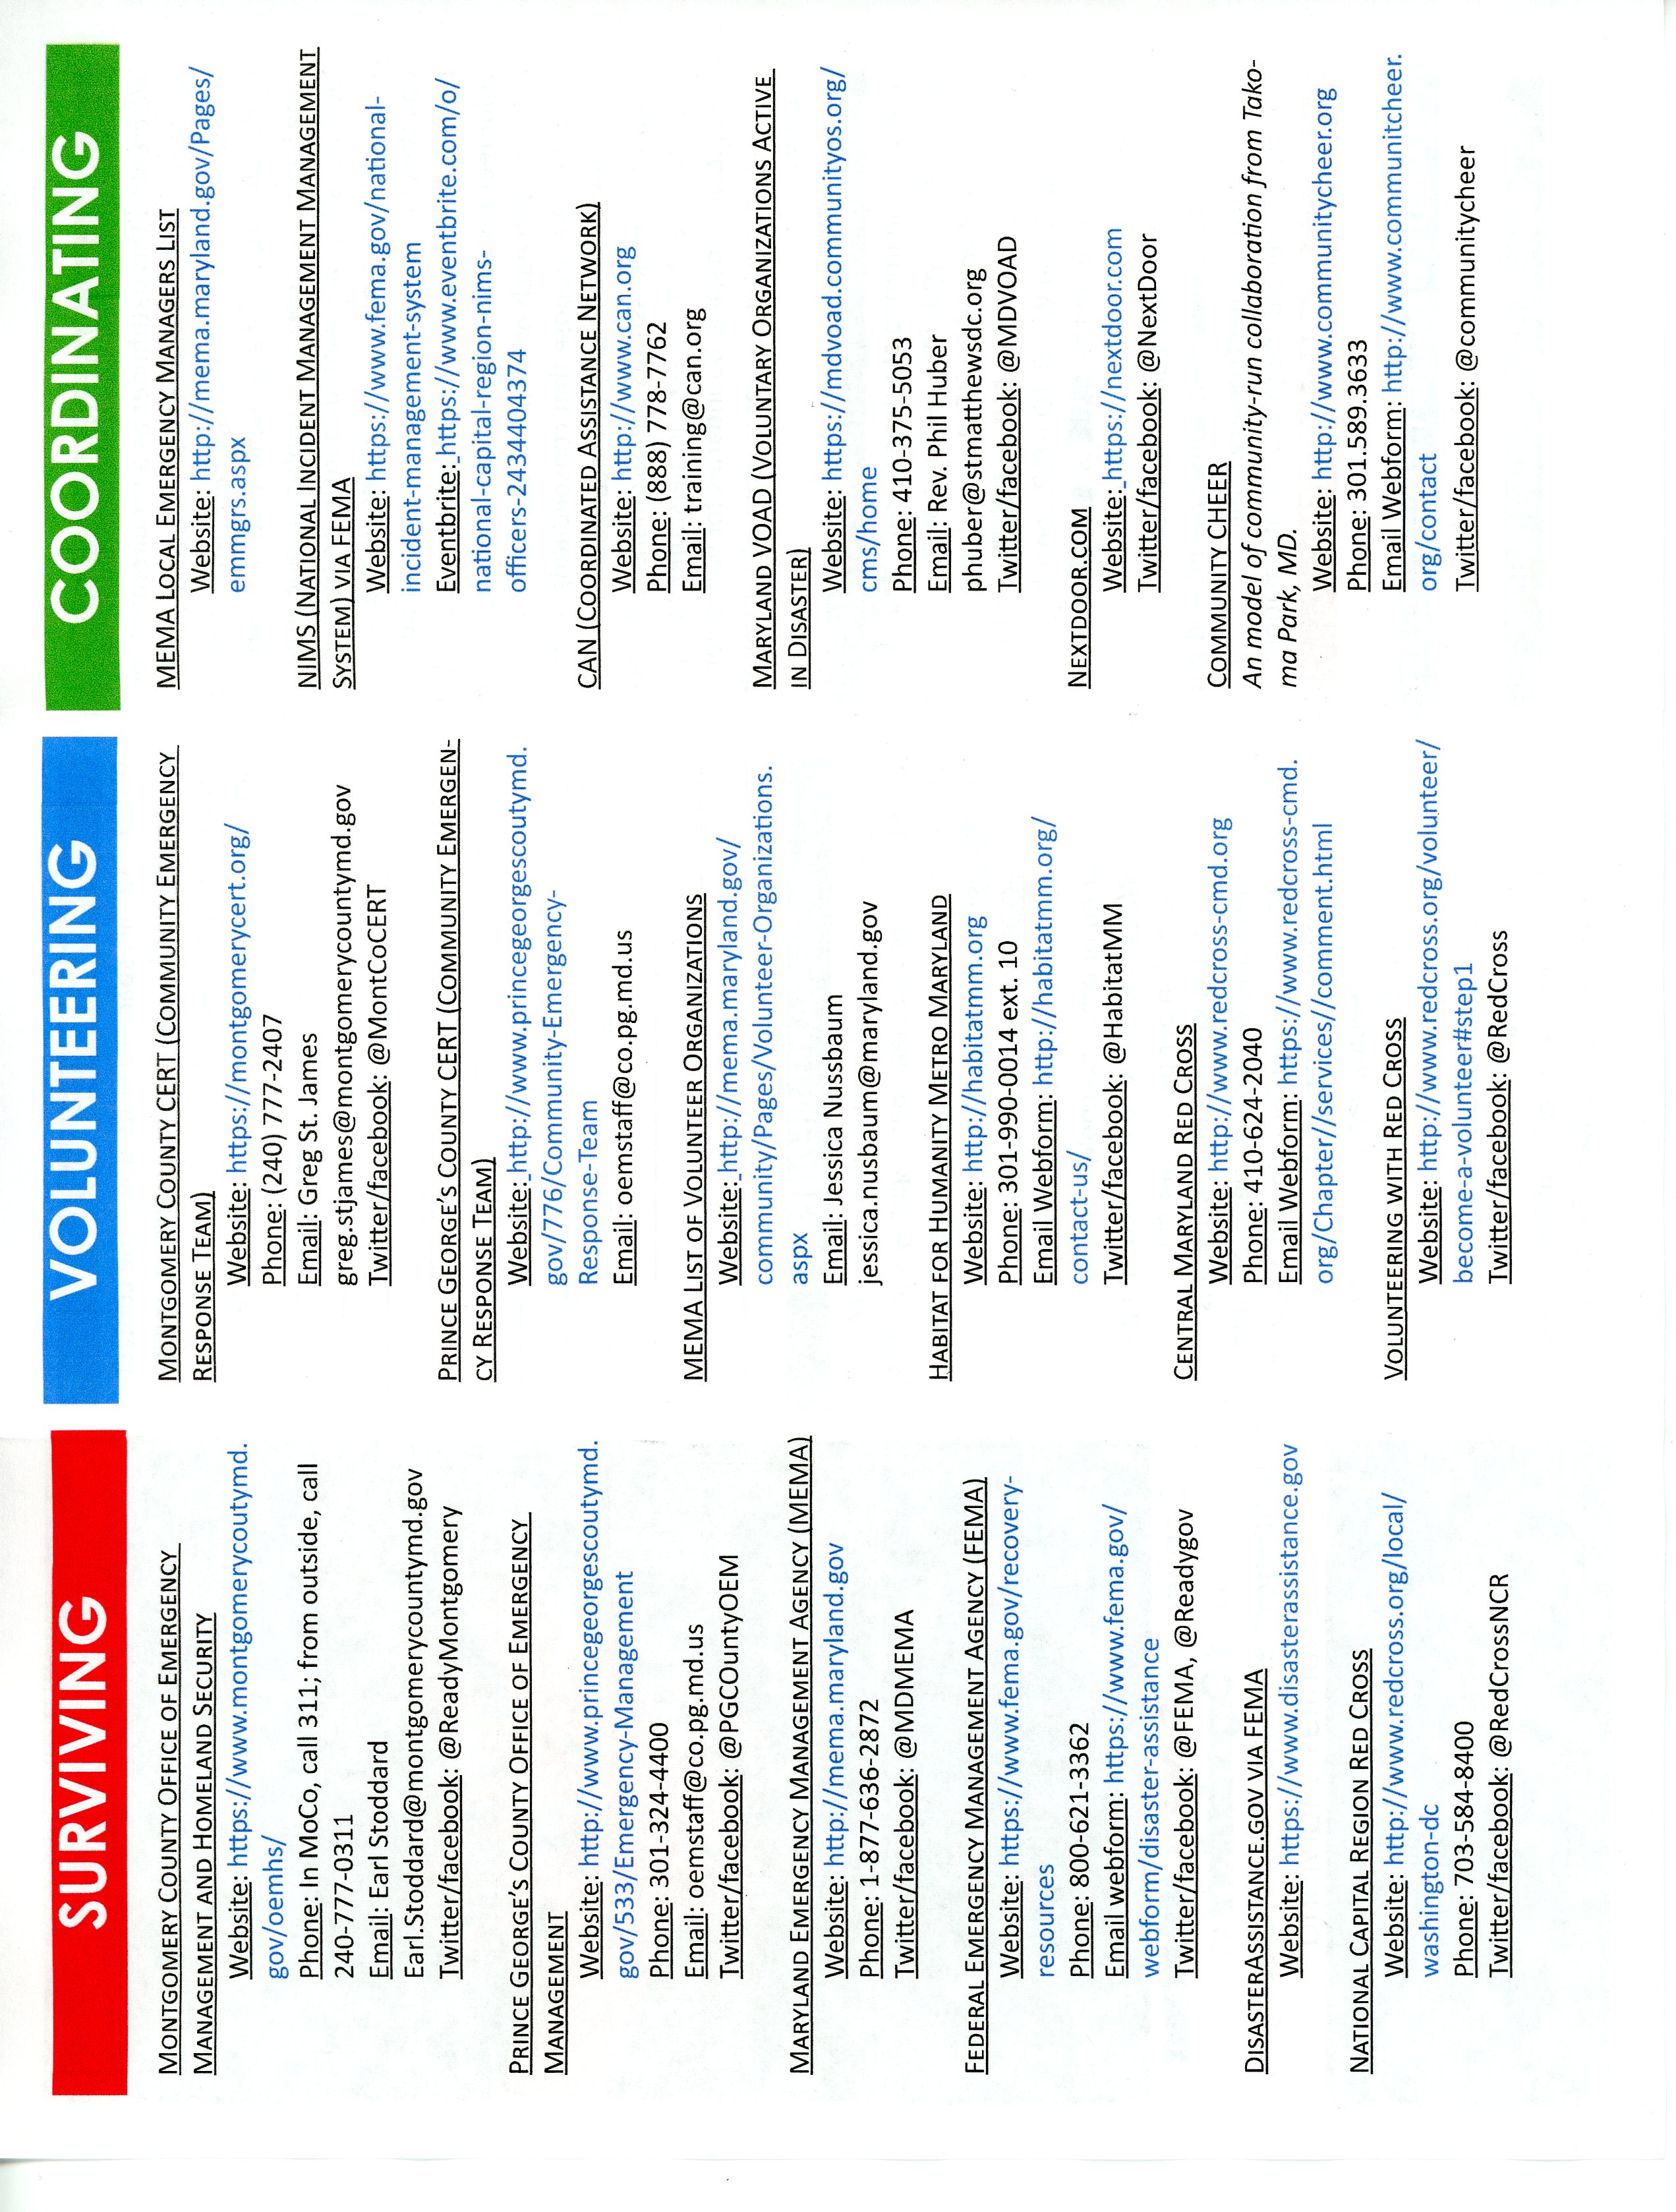 SURVIVING
MONTGOMERY COUNTY OFFICE OF EMERGENCY
MANAGEMENT AND HOMELAND SECURITY
Website: https://www.montgomerycoutymd.
gov/oemhs/
Phone: In MoCo, call 311; from outside, call
240-777-0311
Email: Earl Stoddard
Earl.Stoddard@montgomerycountymd.gov
Twitter/facebook: @ReadyMontgomery
PRINCE GEORGE'S COUNTY OFFICE OF EMERGENCY
MANAGEMENT
Website: http://www.princegeorgescoutymd.
gov/533/Emergency-Management
Phone: 301-324-4400
Email: oemstaff@co.pg.md.us
Twitter/facebook: @PGCOuntyOEM
MARYLAND EMERGENCY MANAGEMENT AGENCY (MEMA)
Website: http://mema.maryland.gov
Phone: 1-877-636-2872
Twitter/facebook: @MDMEMA
FEDERAL EMERGENCY MANAGEMENT AGENCY (FEMA)
Website: https://www.fema.gov/recovery-
resources
Phone: 800-621-3362
Email webform: https://www.fema.gov/
webform/disaster-assistance
Twitter/facebook: @FEMA, @Readygov
DISASTERASSISTANCE.GOV VIA FEMA
Website: https://www.disasterassistance.gov
NATIONAL CAPITAL REGION RED CROSS
Website: http://www.redcross.org/local/
washington-dc
Phone: 703-584-8400
Twitter/facebook: @RedCrossNCR
VOLUNTEERING
MONTGOMERY COUNTY CERT (COMMUNITY EMERGENCY
RESPONSE TEAM)
Website: https://montgomerycert.org/
Phone: (240) 777-2407
Email: Greg St. James
greg.stjames@montgomerycountymd.gov
Twitter/facebook: @MontCoCERT
PRINCE GEORGE'S COUNTY CERT (COMMUNITY EMERGEN-
CY RESPONSE TEAM)
Website: http://www.princegeorgescoutymd.
gov/776/Community-Emergency-
Response-Team
Email: oemstaff@co.pg.md.us
MEMA LIST OF VOLUNTEER ORGANIZATIONS
Website: http://mema.maryland.gov/
community/Pages/Volunteer-Organizations.
aspx
Email: Jessica Nussbaum
jessica.nusbaum@maryland.gov
HABITAT FOR HUMANITY METRO MARYLAND
Website: http://habitatmm.org
Phone: 301-990-0014 ext. 10
Email Webform: http://habitatmm.org/
contact-us/
Twitter/facebook: @HabitatMM
CENTRAL MARYLAND RED CROSS
Website: http://www.redcross-cmd.org
Phone: 410-624-2040
Email Webform: https://www.redcross-cmd.
org/Chapter//services//comment.html
VOLUNTEERING WITH RED CROSS
Website: http://www.redcross.org/volunteer/
become-a-volunteer#step1
Twitter/facebook: @RedCross
COORDINATING
MEMA LOCAL EMERGENCY MANAGERS LIST
Website: http://mema.maryland.gov/Pages/
emmgrs.aspx
NIMS (NATIONAL INCIDENT MANAGEMENT MANAGEMENT
SYSTEM) VIA FEMA
Website: https://www.fema.gov/national-
incident-management-system
Eventbrite: https://www.eventbrite.com/o/
national-capital-region-nims-
officers-2434404374
CAN (COORDINATED ASSISTANCE NETWORK)
Website: http://www.can.org
Phone: (888) 778-7762
Email: training@can.org
MARYLAND VOAD (VOLUNTARY ORGANIZATIONS ACTIVE
IN DISASTER)
Website: https://mdvoad.communityos.org/
cms/home
Phone: 410-375-5053
Email: Rev. Phil Huber
phuber@stmatthewsdc.org
Twitter/facebook: @MDVOAD
NEXTDOOR.COM
Website: https://nextdoor.com
Twitter/facebook: @NextDoor
COMMUNITY CHEER
An model of community-run collaboration from Tako-
ma Park, MD.
Website: http://www.communitycheer.org
Phone: 301.589.3633
Email Webform: http://www.communitcheer.
org/contact
Twitter/facebook: @communitycheer